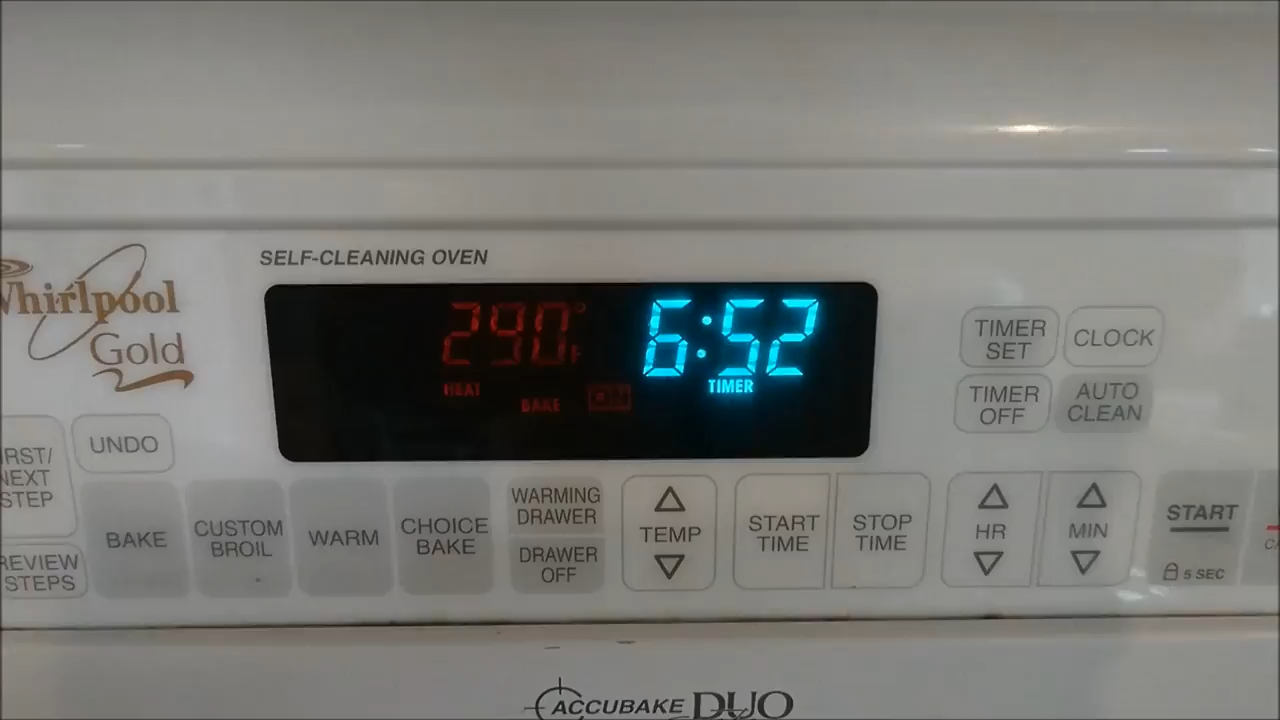 SELF-CLEANING OVEN
Whirlpool
Gold
290°F
6:52
HEAT
BAKE
ON
TIMER
TIMER
SET
CLOCK
TIMER
OFF
AUTO
CLEAN
UNDO
NEXT
STEP
REVIEW
STEPS
BAKE
CUSTOM
BROIL
WARM
CHOICE
BAKE
WARMING
DRAWER
DRAWER
OFF
TEMP
START
TIME
STOP
TIME
HR
MIN
START
5 SEC
ACCUBAKE DUO